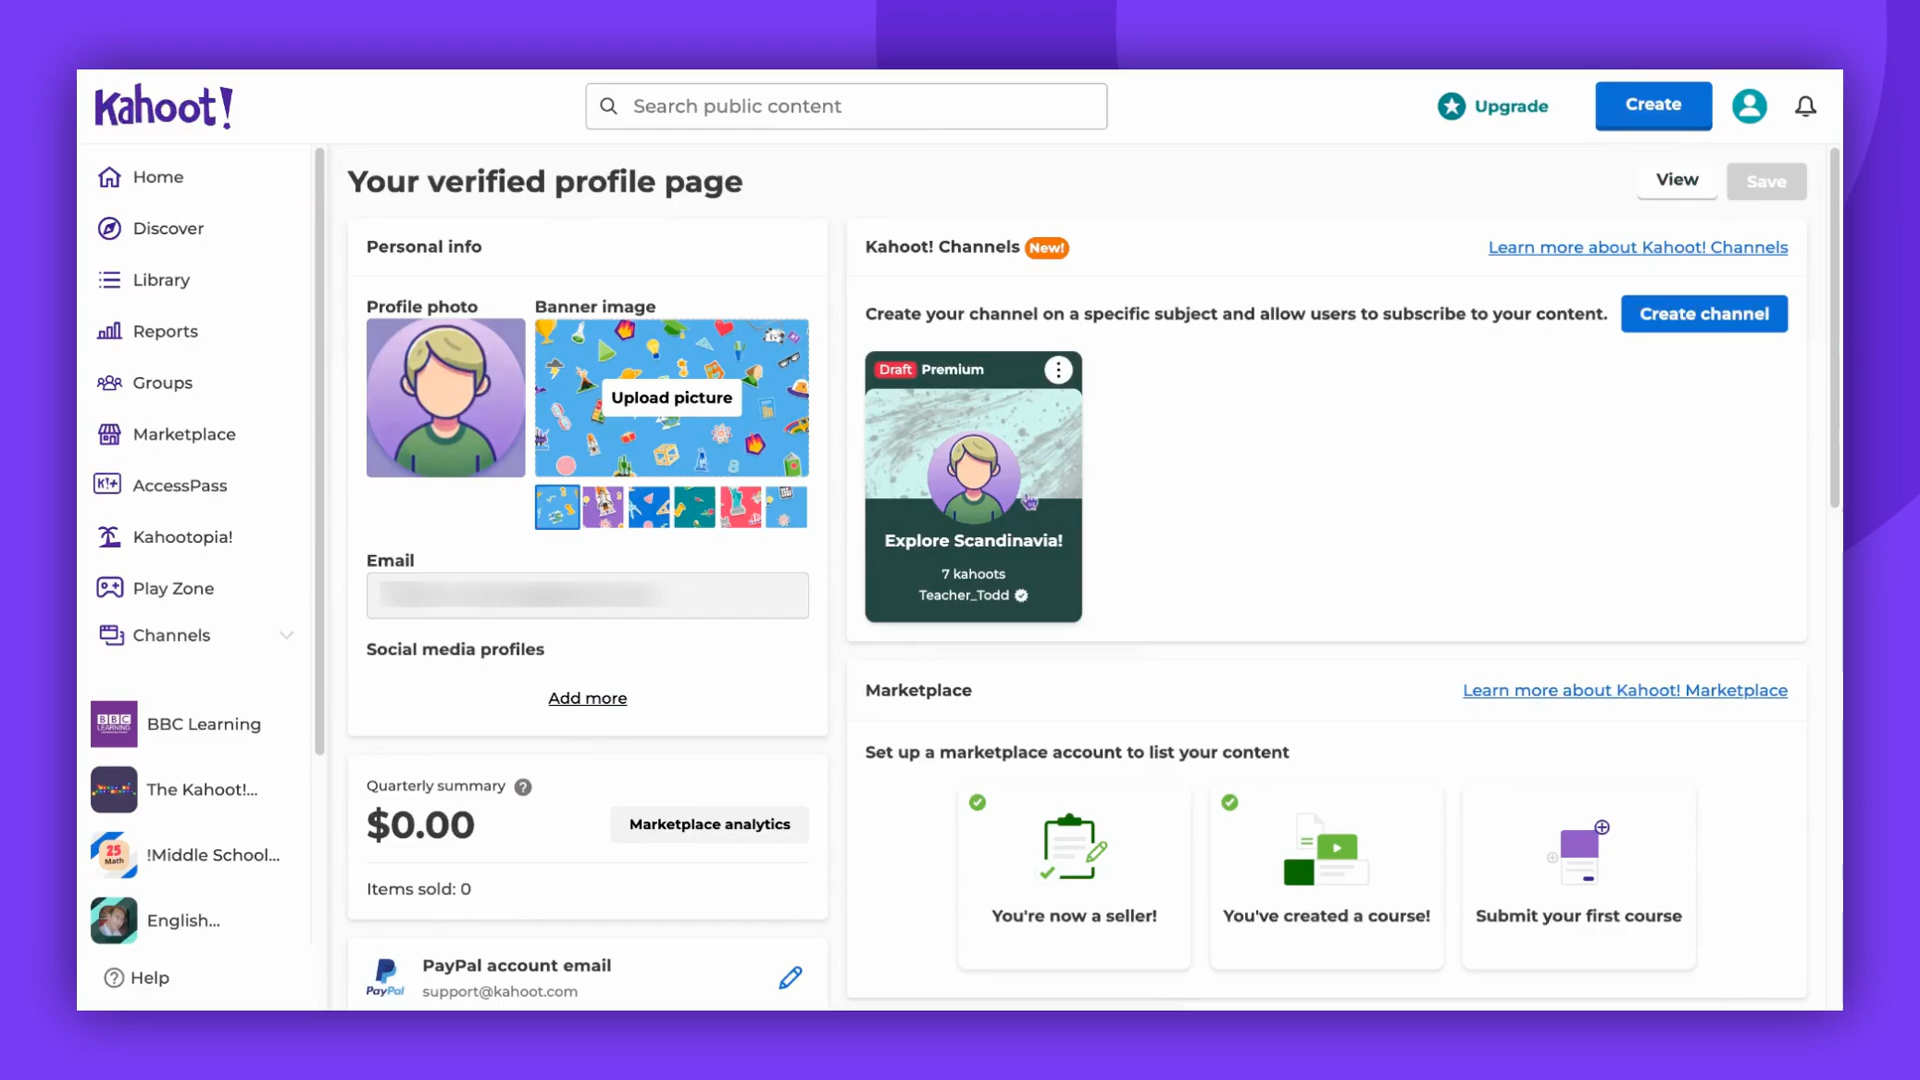 Kahoot!
Search public content
Upgrade
Create
Home
Discover
Library
Reports
Groups
Marketplace
K!+ AccessPass
Kahootopia!
Play Zone
Channels
BBC LEARNING
BBC Learning
The Kahoot!...
25 Math
!Middle School...
English...
Help
Your verified profile page
View
Save
Personal info
Profile photo
Banner image
Upload picture
Email
Social media profiles
Add more
Quarterly summary ?
$0.00
Marketplace analytics
Items sold: 0
PayPal
PayPal account email
support@kahoot.com
Kahoot! Channels New!
Learn more about Kahoot! Channels
Create your channel on a specific subject and allow users to subscribe to your content.
Create channel
Draft Premium
Explore Scandinavia!
7 kahoots
Teacher_Todd
Marketplace
Learn more about Kahoot! Marketplace
Set up a marketplace account to list your content
You're now a seller!
You've created a course!
Submit your first course